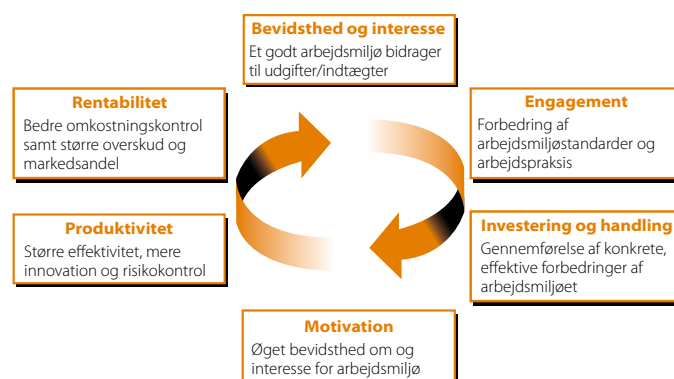 Bevidsthed og interesse
Et godt arbejdsmiljø bidrager
til udgifter/indtægter
Engagement
Forbedring af
arbejdsmiljøstandarder og
arbejdspraksis
Investering og handling
Gennemførelse af konkrete,
effektive forbedringer af
arbejdsmiljøet
Motivation
Øget bevidsthed om og
interesse for arbejdsmiljø
Produktivitet
Større effektivitet, mere
innovation og risikokontrol
Rentabilitet
Bedre omkostningskontrol
samt større overskud og
markedsandel